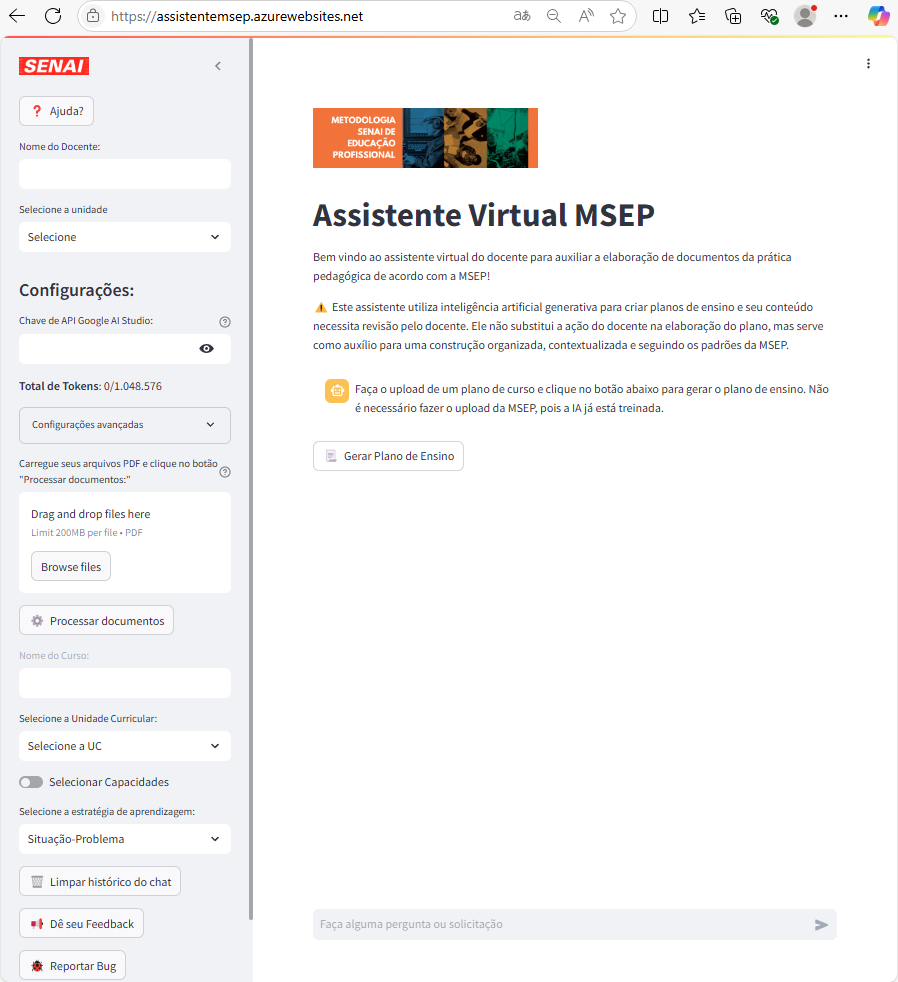 https://assistentemsep.azurewebsites.net
SENAI
Ajuda?
Nome do Docente:
Selecione a unidade
Selecione
Configurações:
Chave de API Google AI Studio:
Total de Tokens: 0/1.048.576
Configurações avançadas
Carregue seus arquivos PDF e clique no botão
"Processar documentos:"
Drag and drop files here
Limit 200MB per file • PDF
Browse files
Processar documentos
Nome do Curso:
Selecione a Unidade Curricular:
Selecione a UC
Selecionar Capacidades
Selecione a estratégia de aprendizagem:
Situação-Problema
Limpar histórico do chat
Dê seu Feedback
Reportar Bug
METODOLOGIA
SENAI DE
EDUCAÇÃO
PROFISSIONAL
Assistente Virtual MSEP
Bem vindo ao assistente virtual do docente para auxiliar a elaboração de documentos da prática
pedagógica de acordo com a MSEP!
Este assistente utiliza inteligência artificial generativa para criar planos de ensino e seu conteúdo
necessita revisão pelo docente. Ele não substitui a ação do docente na elaboração do plano, mas serve
como auxílio para uma construção organizada, contextualizada e seguindo os padrões da MSEP.
Faça o upload de um plano de curso e clique no botão abaixo para gerar o plano de ensino. Não
é necessário fazer o upload da MSEP, pois a IA já está treinada.
Gerar Plano de Ensino
Faça alguma pergunta ou solicitação